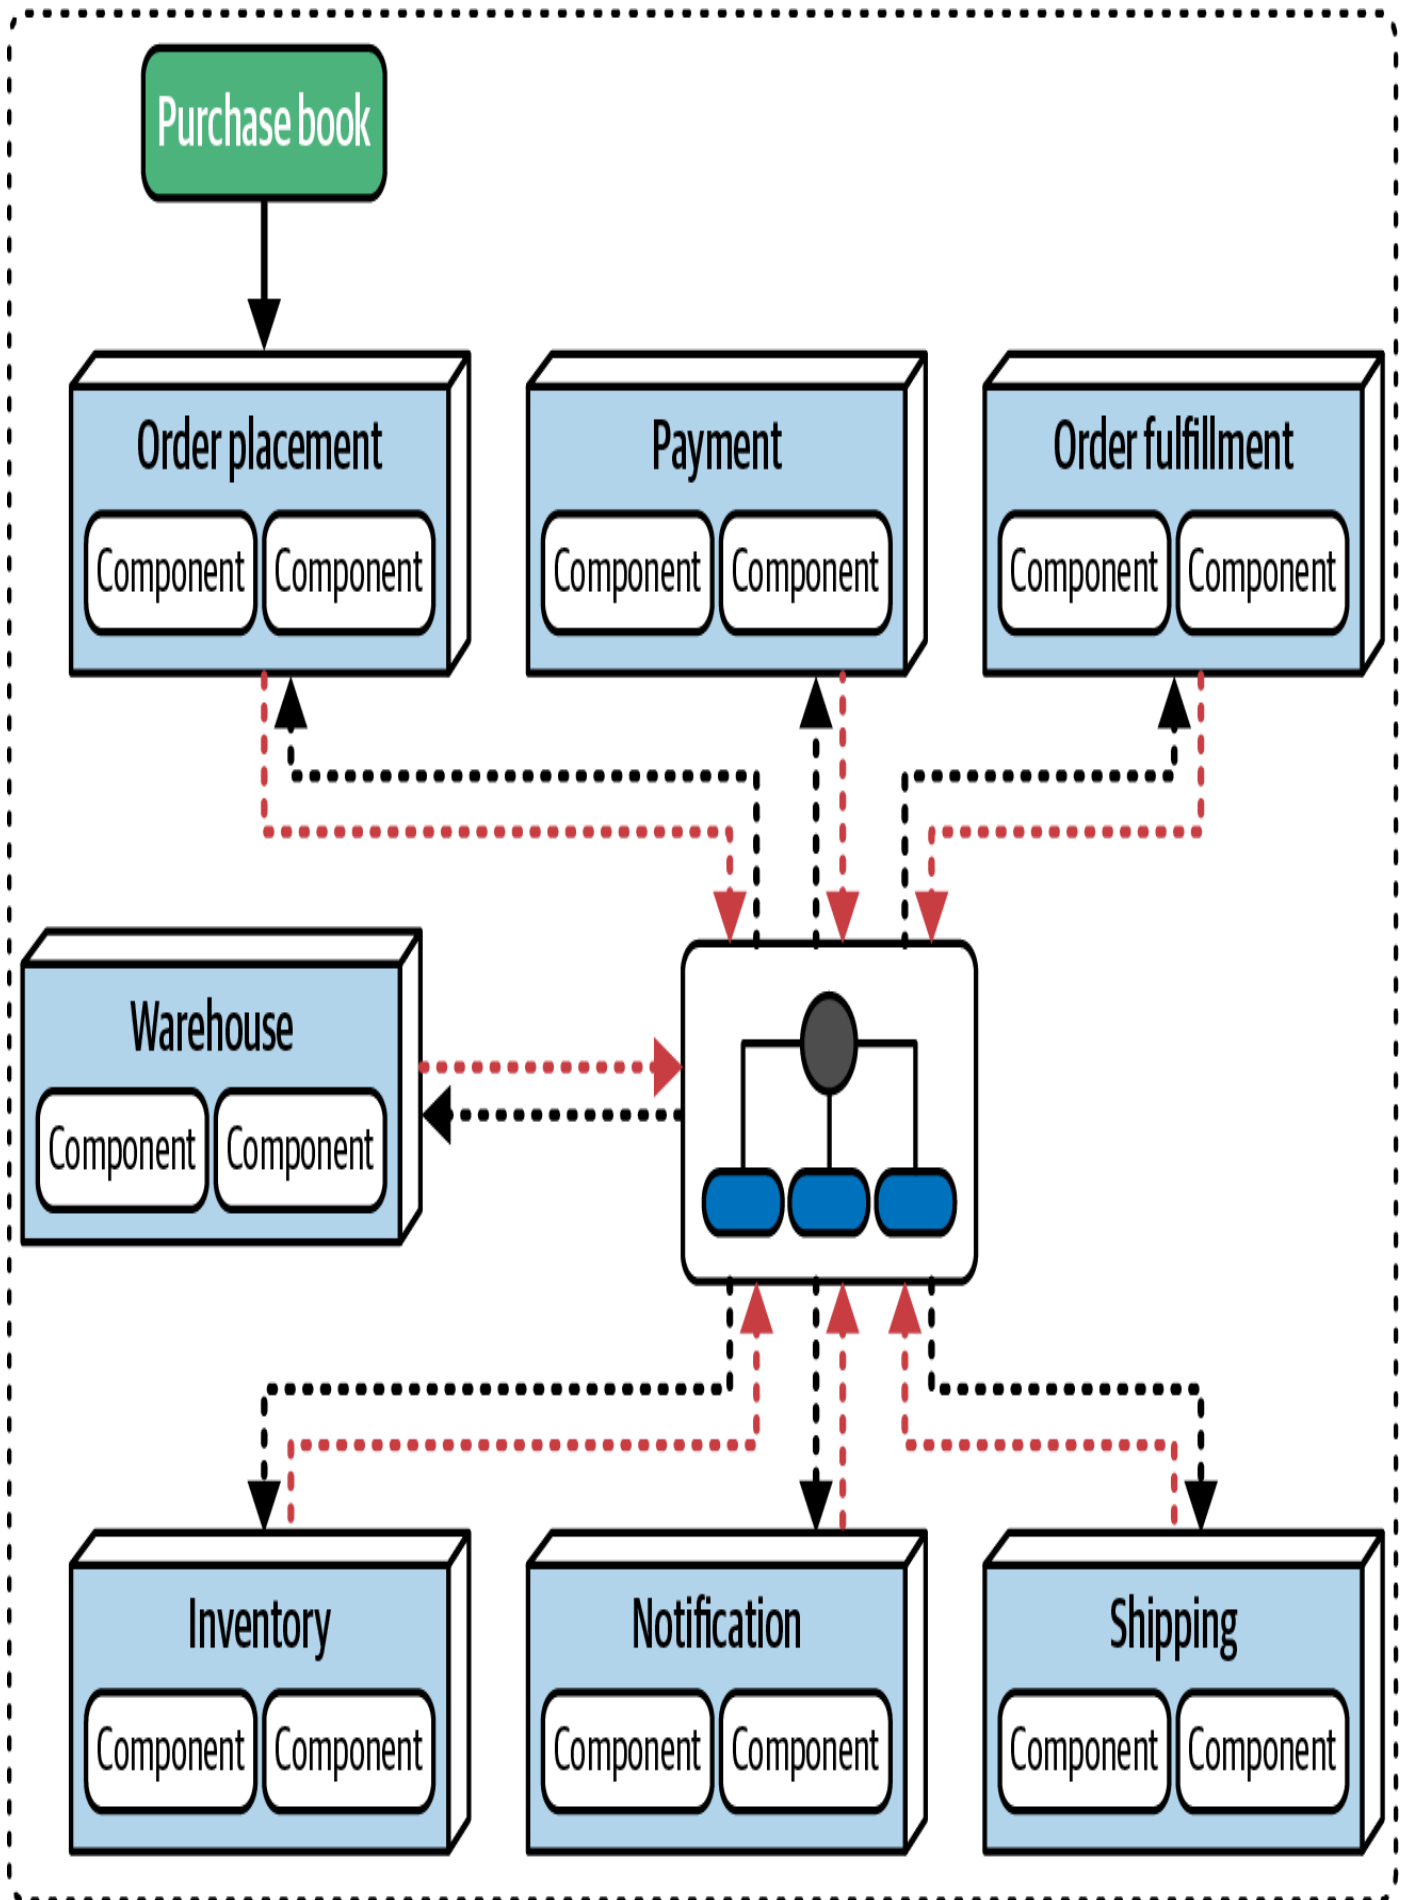 Purchase book
Order placement
Component Component
Payment
Component Component
Order fulfillment
Component Component
Warehouse
Component Component
Inventory
Component Component
Notification
Component Component
Shipping
Component Component